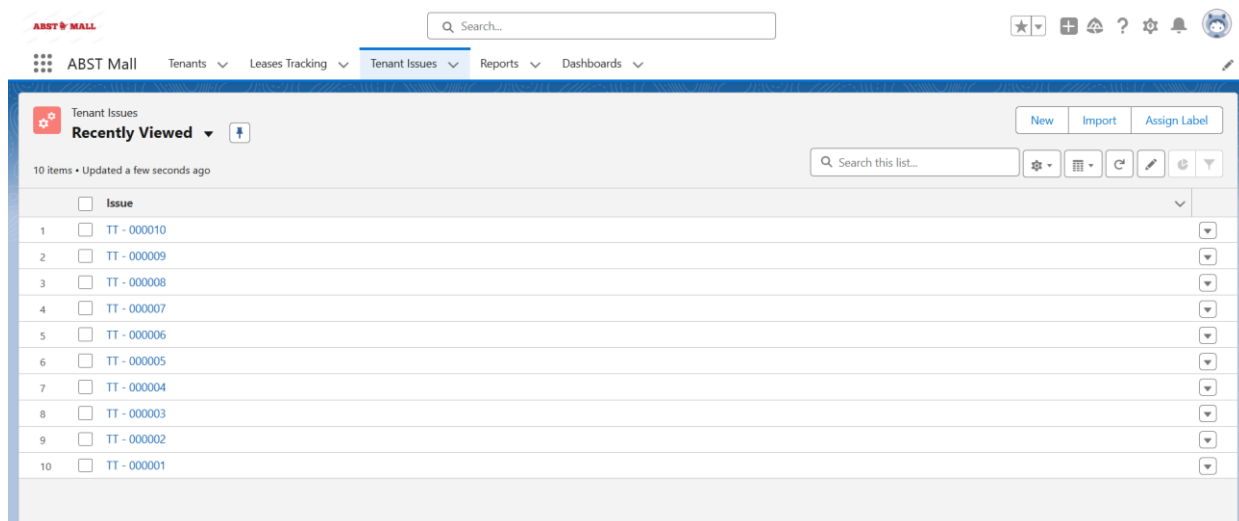 ABST MALL
Search...
ABST Mall Tenants Leases Tracking Tenant Issues Reports Dashboards
Tenant Issues
Recently Viewed
New Import Assign Label
10 items • Updated a few seconds ago
Search this list...
Issue
1 TT - 000010
2 TT - 000009
3 TT - 000008
4 TT - 000007
5 TT - 000006
6 TT - 000005
7 TT - 000004
8 TT - 000003
9 TT - 000002
10 TT - 000001